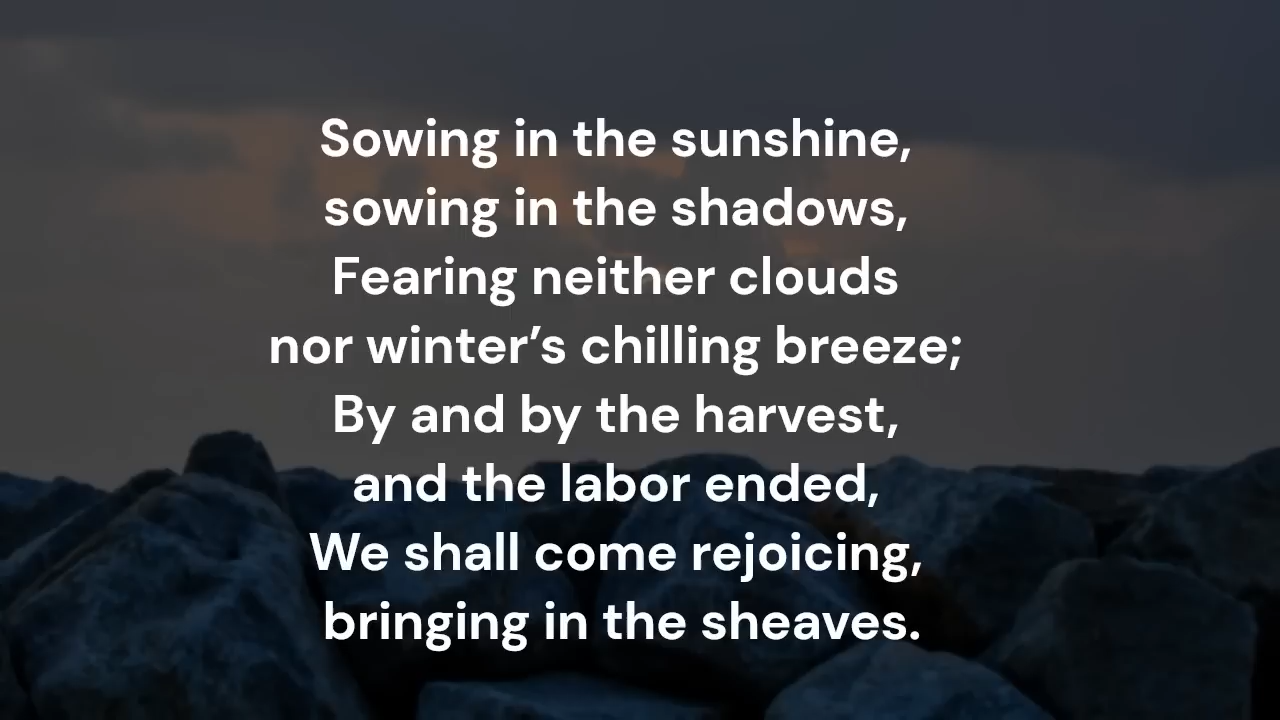 Sowing in the sunshine,
sowing in the shadows,
Fearing neither clouds
nor winter’s chilling breeze;
By and by the harvest,
and the labor ended,
We shall come rejoicing,
bringing in the sheaves.